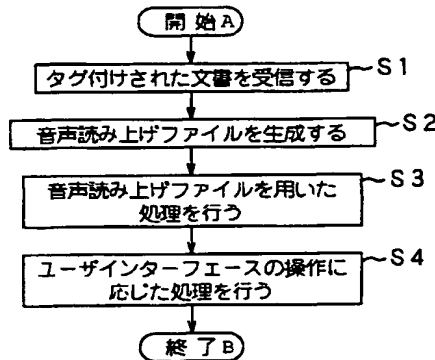 開始A
タグ付けされた文書を受信する
S1
音声読み上げファイルを生成する
S2
音声読み上げファイルを用いた
処理を行う
S3
ユーザインターフェースの操作に
応じた処理を行う
S4
終了B